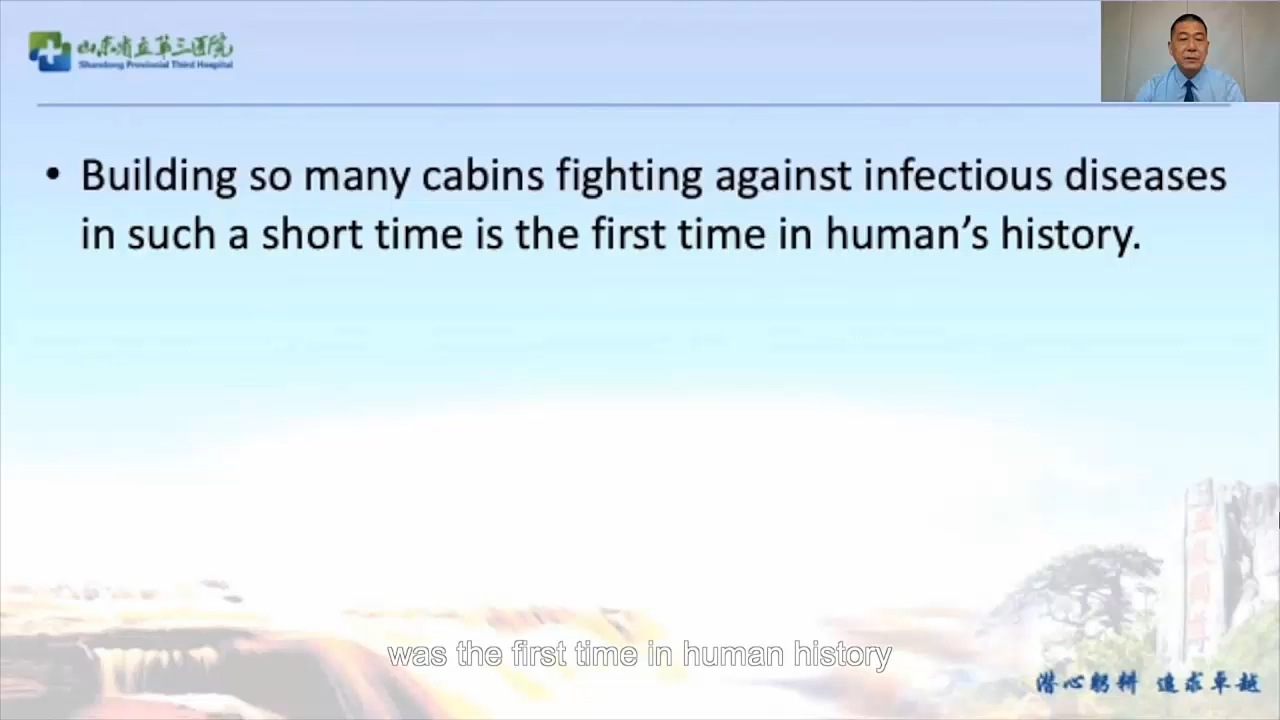 山东省立第三医院
Shandong Provincial Third Hospital
• Building so many cabins fighting against infectious diseases
in such a short time is the first time in human’s history.
was the first time in human history
潜心躬耕 追求卓越